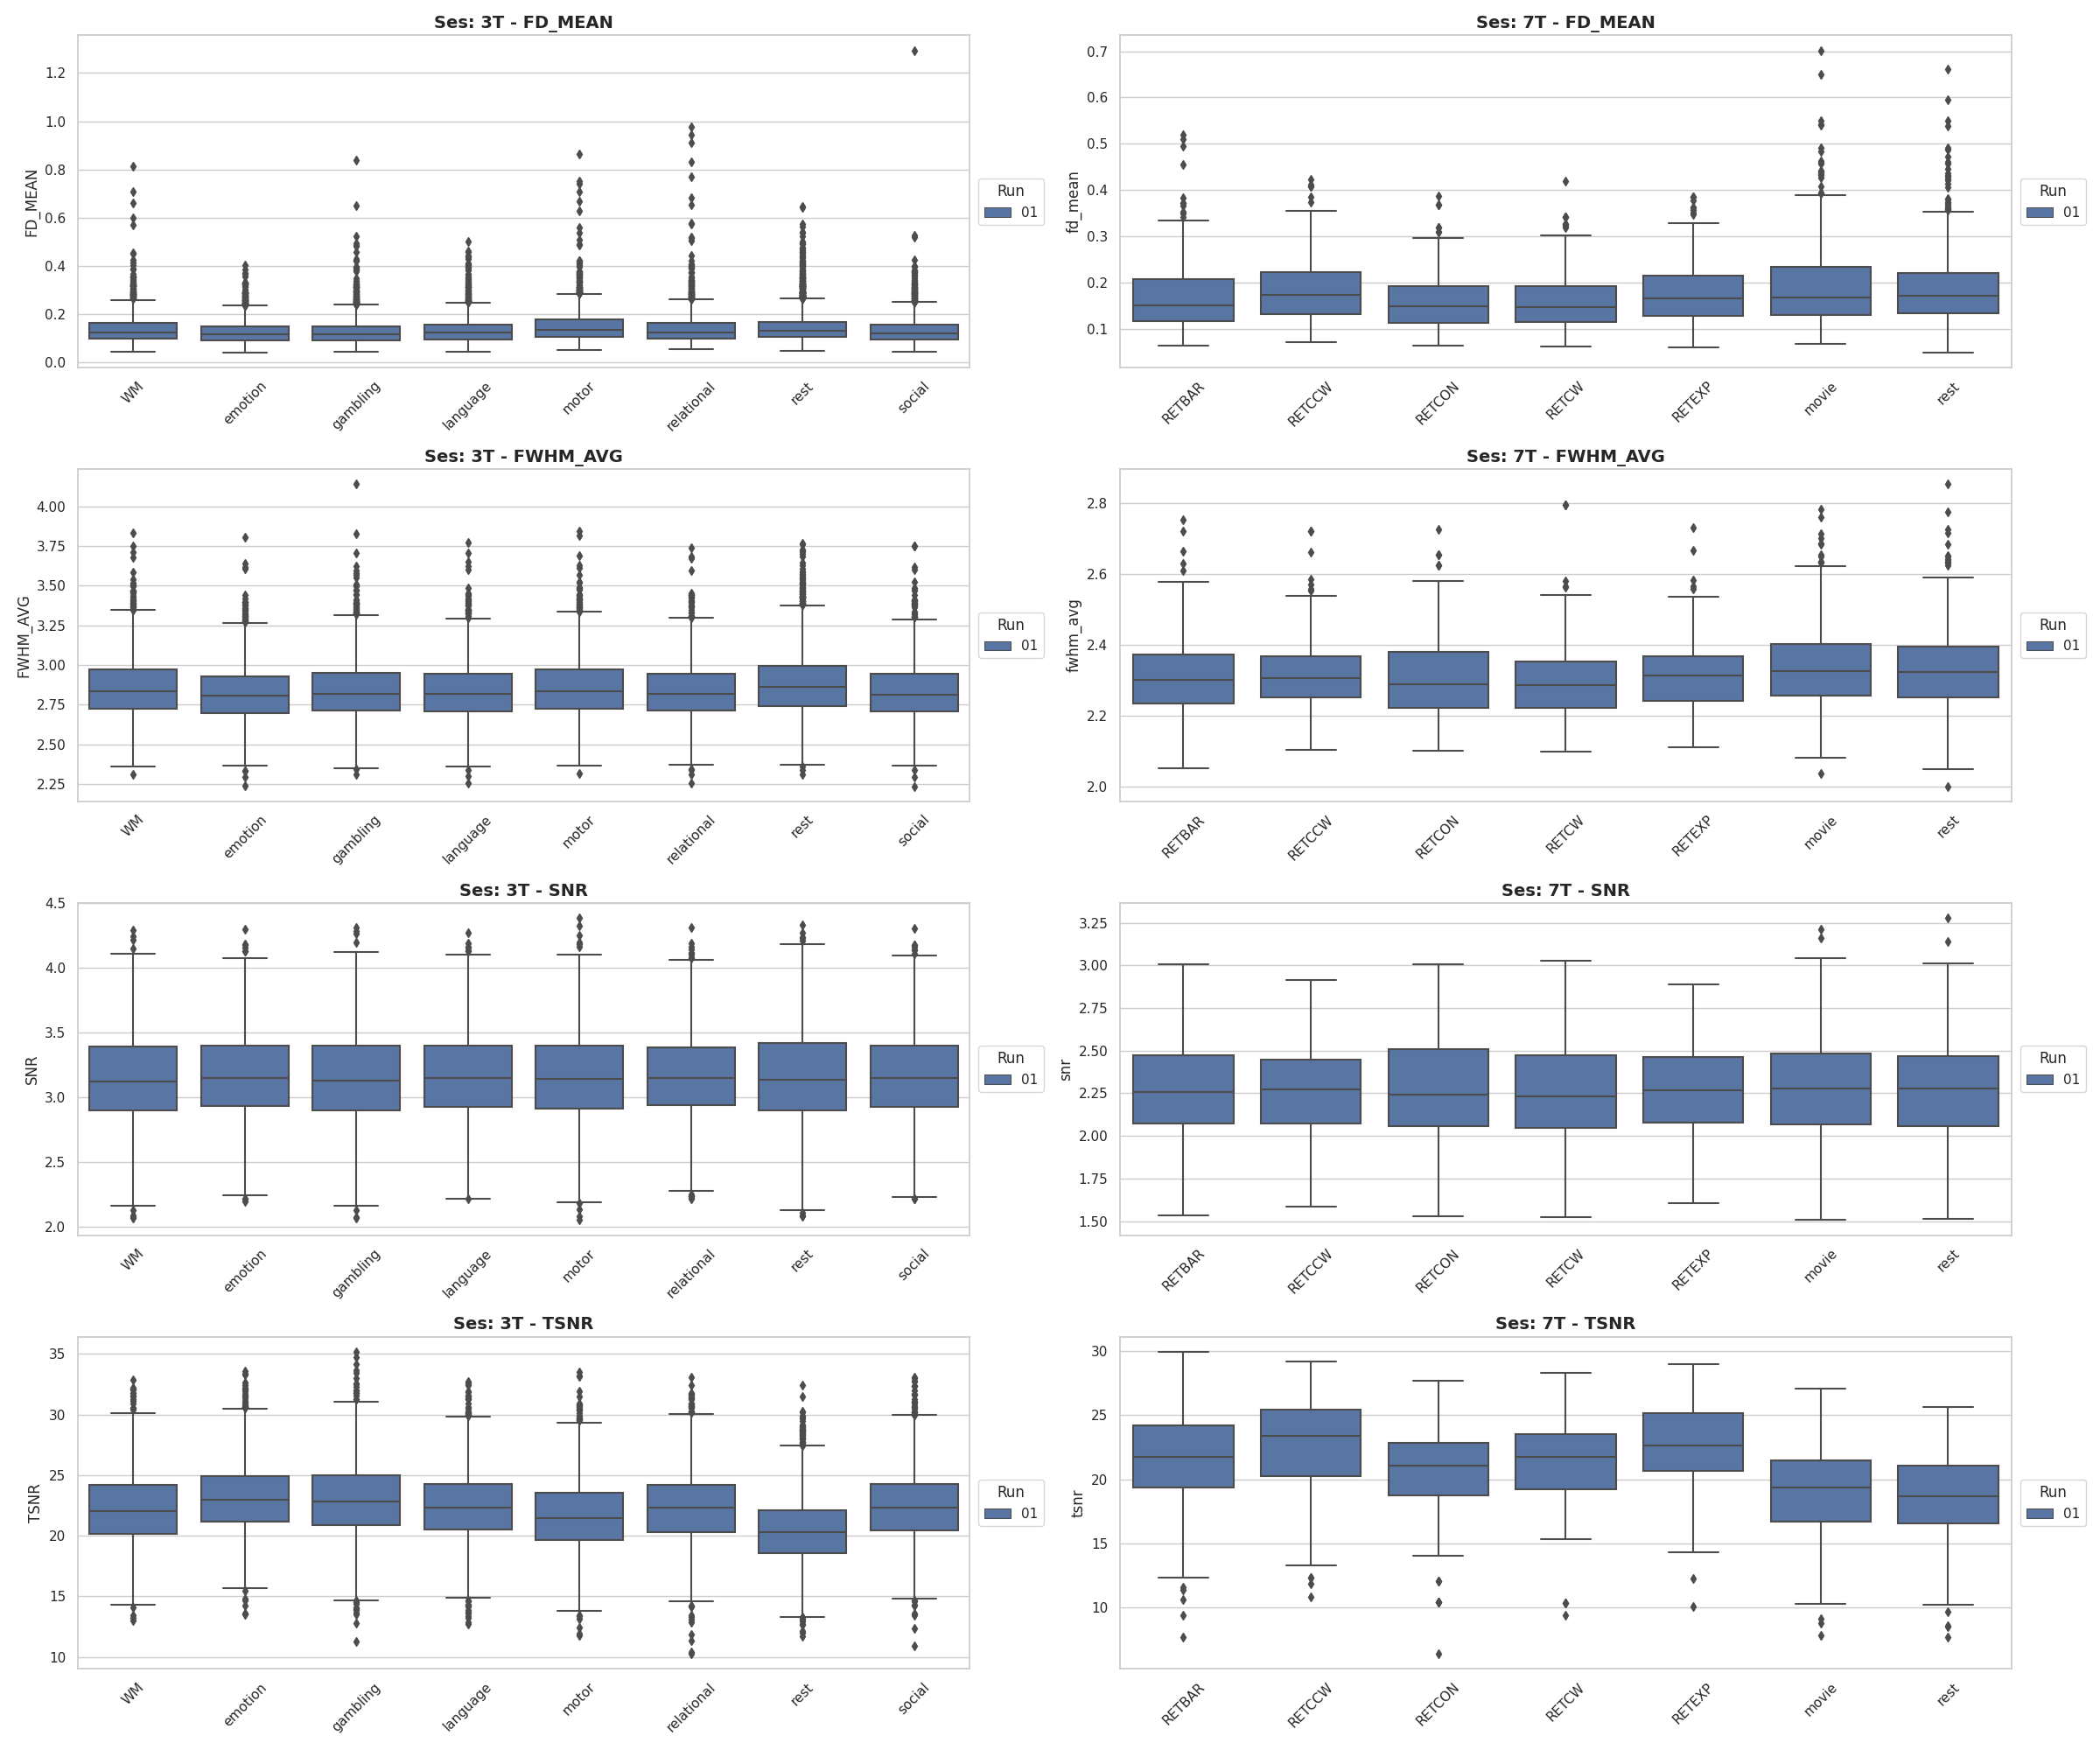 Ses: 3T - FD_MEAN
FD_MEAN
1.2
1.0
0.8
0.6
0.4
0.2
0.0
WM
emotion
gambling
language
motor
relational
rest
social
Run
01
Ses: 7T - FD_MEAN
fd_mean
0.7
0.6
0.5
0.4
0.3
0.2
0.1
RETBAR
RETCCW
RETCON
RETCW
RETEXP
movie
rest
Run
01
Ses: 3T - FWHM_AVG
FWHM_AVG
4.00
3.75
3.50
3.25
3.00
2.75
2.50
2.25
WM
emotion
gambling
language
motor
relational
rest
social
Run
01
Ses: 7T - FWHM_AVG
fwhm_avg
2.8
2.6
2.4
2.2
2.0
RETBAR
RETCCW
RETCON
RETCW
RETEXP
movie
rest
Run
01
Ses: 3T - SNR
SNR
4.5
4.0
3.5
3.0
2.5
2.0
WM
emotion
gambling
language
motor
relational
rest
social
Run
01
Ses: 7T - SNR
snr
3.25
3.00
2.75
2.50
2.25
2.00
1.75
1.50
RETBAR
RETCCW
RETCON
RETCW
RETEXP
movie
rest
Run
01
Ses: 3T - TSNR
TSNR
35
30
25
20
15
10
WM
emotion
gambling
language
motor
relational
rest
social
Run
01
Ses: 7T - TSNR
tsnr
30
25
20
15
10
RETBAR
RETCCW
RETCON
RETCW
RETEXP
movie
rest
Run
01